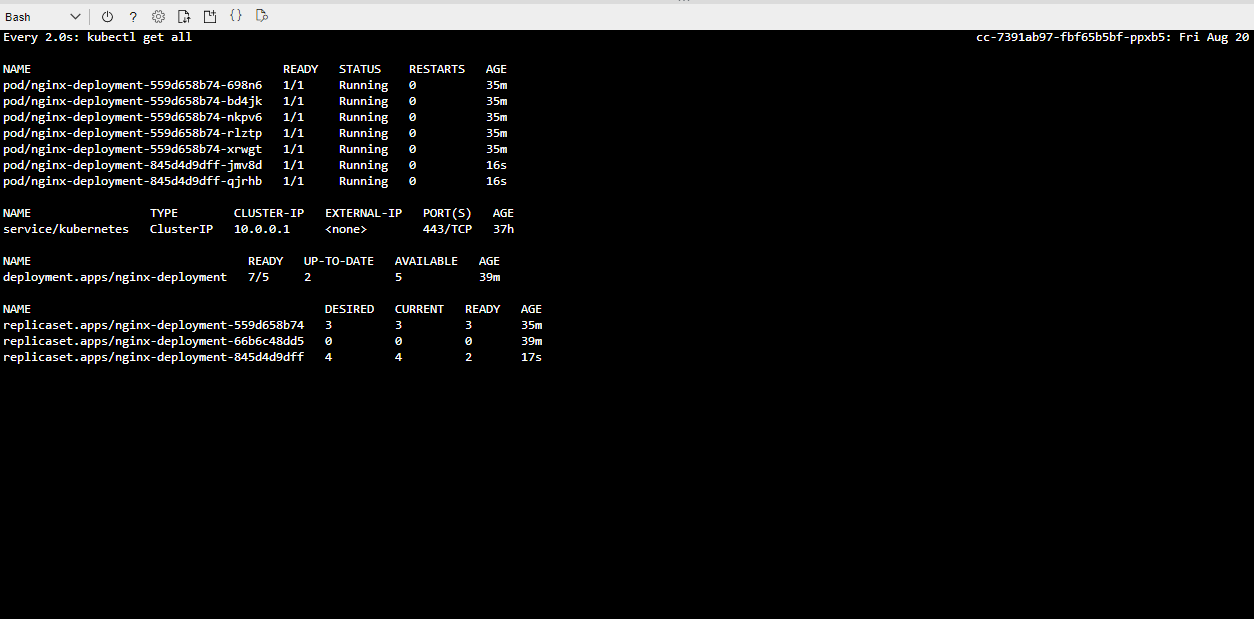 Bash
Every 2.0s: kubectl get all cc-7391ab97-fbf65b5bf-ppxb5: Fri Aug 20
NAME READY STATUS RESTARTS AGE
pod/nginx-deployment-559d658b74-698n6 1/1 Running 0 35m
pod/nginx-deployment-559d658b74-bd4jk 1/1 Running 0 35m
pod/nginx-deployment-559d658b74-nkpv6 1/1 Running 0 35m
pod/nginx-deployment-559d658b74-rlztp 1/1 Running 0 35m
pod/nginx-deployment-559d658b74-xrwgt 1/1 Running 0 35m
pod/nginx-deployment-845d4d9dff-jmv8d 1/1 Running 0 16s
pod/nginx-deployment-845d4d9dff-qjrhb 1/1 Running 0 16s
NAME TYPE CLUSTER-IP EXTERNAL-IP PORT(S) AGE
service/kubernetes ClusterIP 10.0.0.1 <none> 443/TCP 37h
NAME READY UP-TO-DATE AVAILABLE AGE
deployment.apps/nginx-deployment 7/5 2 5 39m
NAME DESIRED CURRENT READY AGE
replicaset.apps/nginx-deployment-559d658b74 3 3 3 35m
replicaset.apps/nginx-deployment-66b6c48dd5 0 0 0 39m
replicaset.apps/nginx-deployment-845d4d9dff 4 4 2 17s